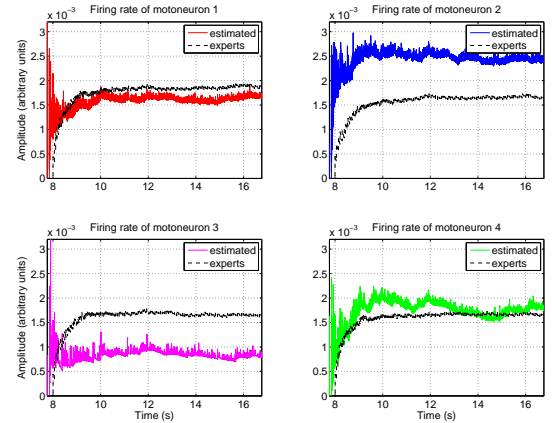 Firing rate of motoneuron 1
x 10⁻³
3
2.5
2
1.5
1
0.5
0
Amplitude (arbitrary units)
estimated
experts
8 10 12 14 16
Firing rate of motoneuron 2
x 10⁻³
3
2.5
2
1.5
1
0.5
0
estimated
experts
8 10 12 14 16
Firing rate of motoneuron 3
x 10⁻³
3
2.5
2
1.5
1
0.5
0
Amplitude (arbitrary units)
estimated
experts
8 10 12 14 16
Time (s)
Firing rate of motoneuron 4
x 10⁻³
3
2.5
2
1.5
1
0.5
0
estimated
experts
8 10 12 14 16
Time (s)